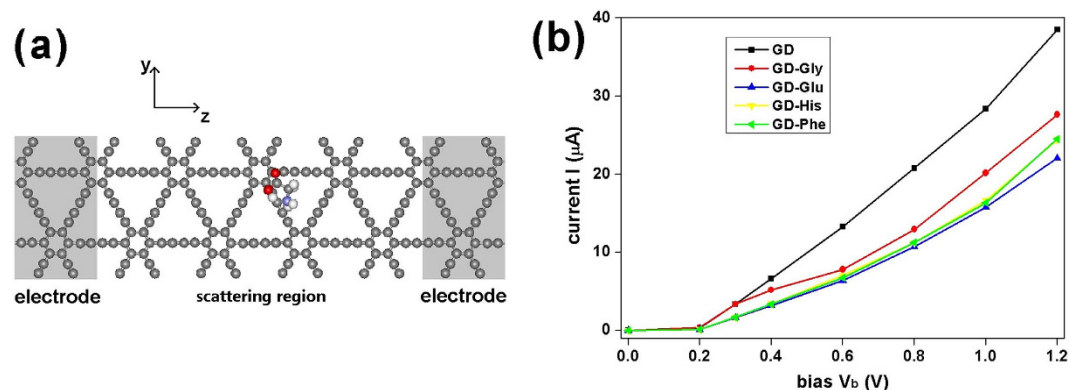 (a)
y
z
electrode
scattering region
electrode
(b)
40
30
20
10
0
current I (μA)
GD
GD-Gly
GD-Glu
GD-His
GD-Phe
0.0 0.2 0.4 0.6 0.8 1.0 1.2
bias Vb (V)